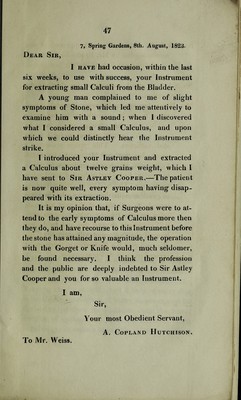 47
7, Spring Gardens, 8th. August, 1823.
DEAR SIR,
I HAVE had occasion, within the last
six weeks, to use with success, your Instrument
for extracting small Calculi from the Bladder.
A young man complained to me of slight
symptoms of Stone, which led me attentively to
examine him with a sound; when I discovered
what I considered a small Calculus, and upon
which we could distinctly hear the Instrument
strike.
I introduced your Instrument and extracted
a Calculus about twelve grains weight, which I
have sent to SIR ASTLEY COOPER.—The patient
is now quite well, every symptom having disap-
peared with its extraction.
It is my opinion that, if Surgeons were to at-
tend to the early symptoms of Calculus more then
they do, and have recourse to this Instrument before
the stone has attained any magnitude, the operation
with the Gorget or Knife would, much seldomer,
be found necessary. I think the profession
and the public are deeply indebted to Sir Astley
Cooper and you for so valuable an Instrument.
I am,
Sir,
Your most Obedient Servant,
A. COPLAND HUTCHISON.
To Mr. Weiss.